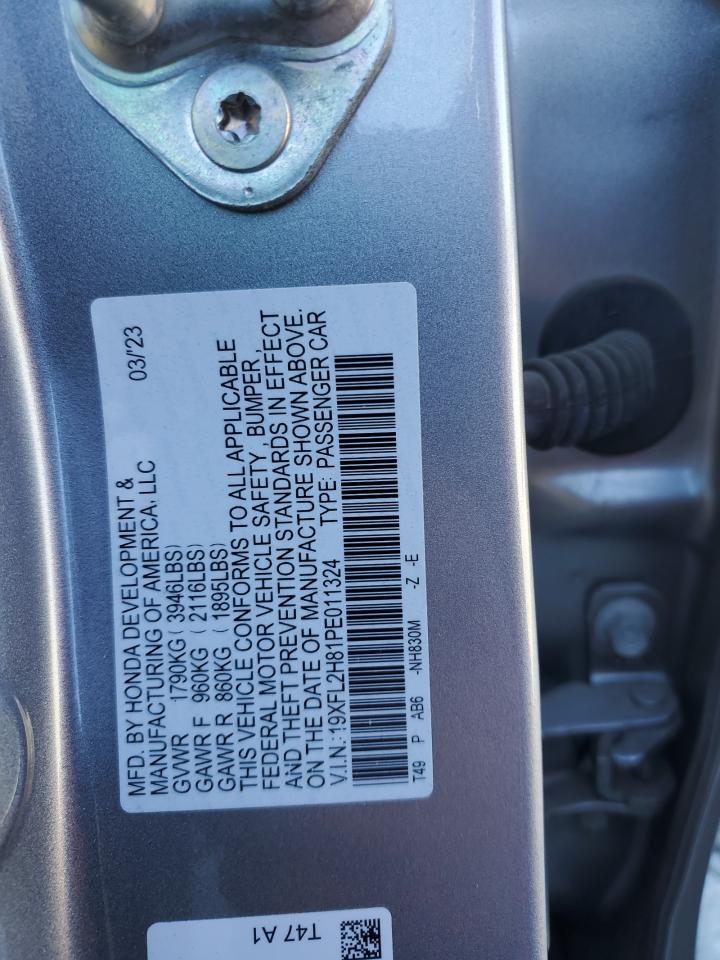 MFD. BY HONDA DEVELOPMENT & 03/'23
MANUFACTURING OF AMERICA, LLC
GVWR 1790KG (3946LBS)
GAWR F 960KG (2116LBS)
GAWR R 860KG (1895LBS)
THIS VEHICLE CONFORMS TO ALL APPLICABLE
FEDERAL MOTOR VEHICLE SAFETY, BUMPER,
AND THEFT PREVENTION STANDARDS IN EFFECT
ON THE DATE OF MANUFACTURE SHOWN ABOVE.
V.I.N.:19XFL2H81PE011324 TYPE: PASSENGER CAR
T49 P AB6 -NH830M -Z -E
T47 A1